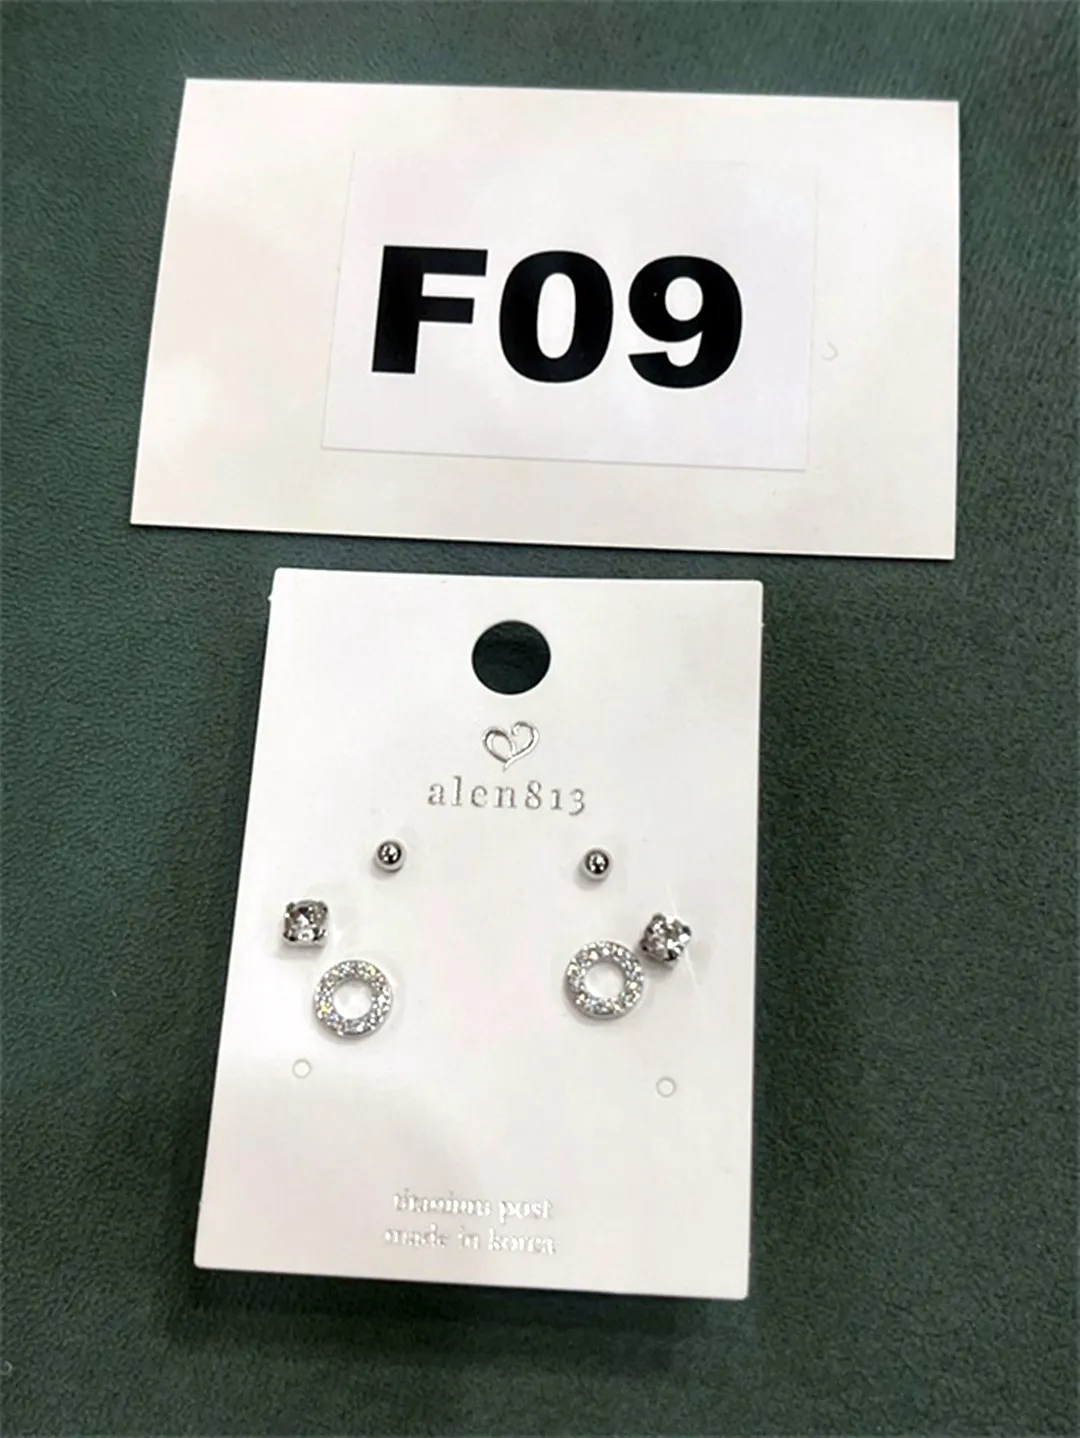 F09
alen813
titanium post
made in korea